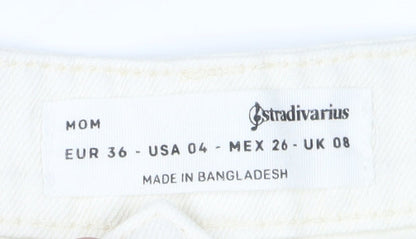 MOM stradivarius
EUR 36 - USA 04 - MEX 26 - UK 08
MADE IN BANGLADESH